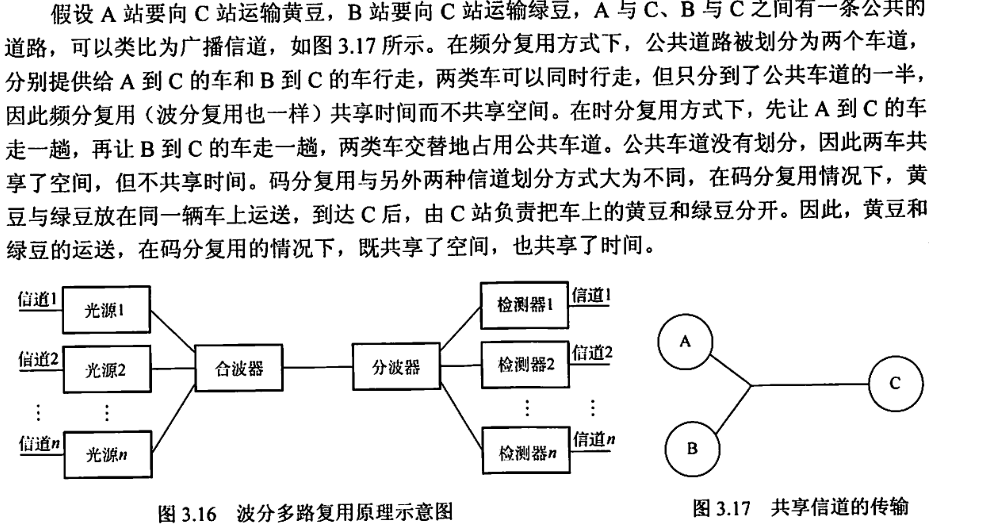 假设 A 站要向 C 站运输黄豆，B 站要向 C 站运输绿豆，A 与 C、B 与 C 之间有一条公共的
道路，可以类比为广播信道，如图 3.17 所示。在频分复用方式下，公共道路被划分为两个车道，
分别提供给 A 到 C 的车和 B 到 C 的车行走，两类车可以同时行走，但只分到了公共车道的一半，
因此频分复用（波分复用也一样）共享时间而不共享空间。在时分复用方式下，先让 A 到 C 的车
走一趟，再让 B 到 C 的车走一趟，两类车交替地占用公共车道。公共车道没有划分，因此两车共
享了空间，但不共享时间。码分复用与另外两种信道划分方式大为不同，在码分复用情况下，黄
豆与绿豆放在同一辆车上运送，到达 C 后，由 C 站负责把车上的黄豆和绿豆分开。因此，黄豆和
绿豆的运送，在码分复用的情况下，既共享了空间，也共享了时间。
信道1
光源1
信道2
光源2
⋮
⋮
信道n
光源n
合波器
分波器
检测器1
信道1
检测器2
信道2
⋮
⋮
检测器n
信道n
图 3.16 波分多路复用原理示意图
A
B
C
图 3.17 共享信道的传输